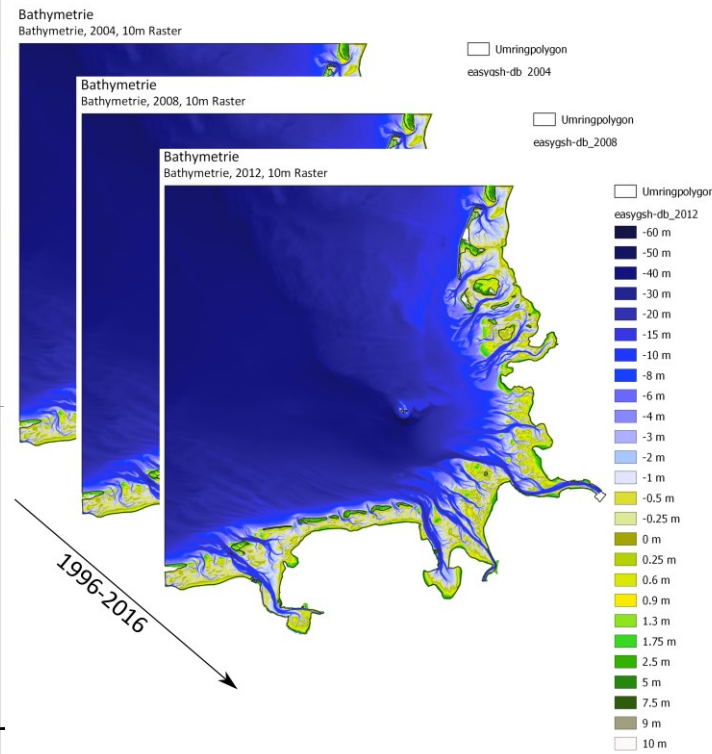 Bathymetrie
Bathymetrie, 2004, 10m Raster
Umringpolygon
easygsh-db_2004
Bathymetrie
Bathymetrie, 2008, 10m Raster
Umringpolygon
easygsh-db_2008
Bathymetrie
Bathymetrie, 2012, 10m Raster
Umringpolygon
easygsh-db_2012
-60 m
-50 m
-40 m
-30 m
-20 m
-15 m
-10 m
-8 m
-6 m
-4 m
-3 m
-2 m
-1 m
-0.5 m
-0.25 m
0 m
0.25 m
0.6 m
0.9 m
1.3 m
1.75 m
2.5 m
5 m
7.5 m
9 m
10 m
1996-2016